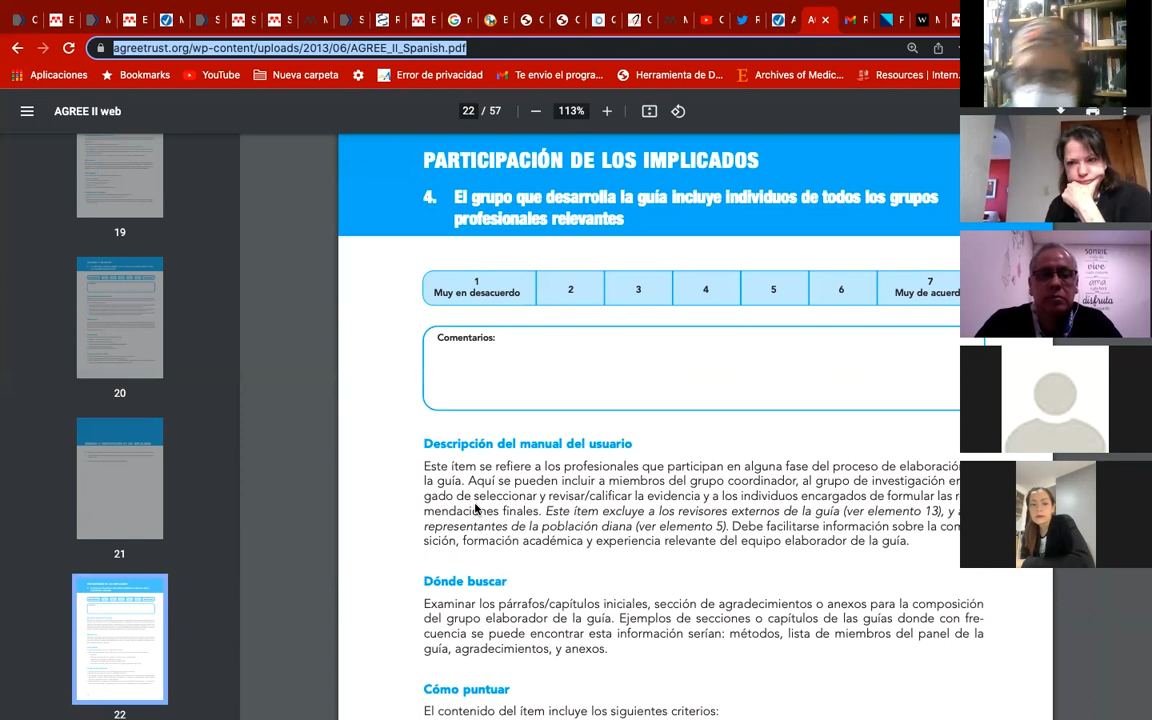 agreetrust.org/wp-content/uploads/2013/06/AGREE_II_Spanish.pdf
Aplicaciones
Bookmarks
YouTube
Nueva carpeta
Error de privacidad
Te envio el progra...
Herramienta de D...
Archives of Medic...
Resources | Intern...
AGREE II web
22 / 57
113%
19
20
21
22
PARTICIPACIÓN DE LOS IMPLICADOS
4. El grupo que desarrolla la guía incluye individuos de todos los grupos
profesionales relevantes
1
Muy en desacuerdo
2
3
4
5
6
7
Muy de acuerd
Comentarios:
Descripción del manual del usuario
Este ítem se refiere a los profesionales que participan en alguna fase del proceso de elaboració
la guía. Aquí se pueden incluir a miembros del grupo coordinador, al grupo de investigación en
gado de seleccionar y revisar/calificar la evidencia y a los individuos encargados de formular las r
mendaciones finales. Este ítem excluye a los revisores externos de la guía (ver elemento 13), y a
representantes de la población diana (ver elemento 5). Debe facilitarse información sobre la com
sición, formación académica y experiencia relevante del equipo elaborador de la guía.
Dónde buscar
Examinar los párrafos/capítulos iniciales, sección de agradecimientos o anexos para la composición
del grupo elaborador de la guía. Ejemplos de secciones o capítulos de las guías donde con fre-
cuencia se puede encontrar esta información serían: métodos, lista de miembros del panel de la
guía, agradecimientos, y anexos.
Cómo puntuar
El contenido del ítem incluye los siguientes criterios:
SONRIE
vive
ama
disfruta